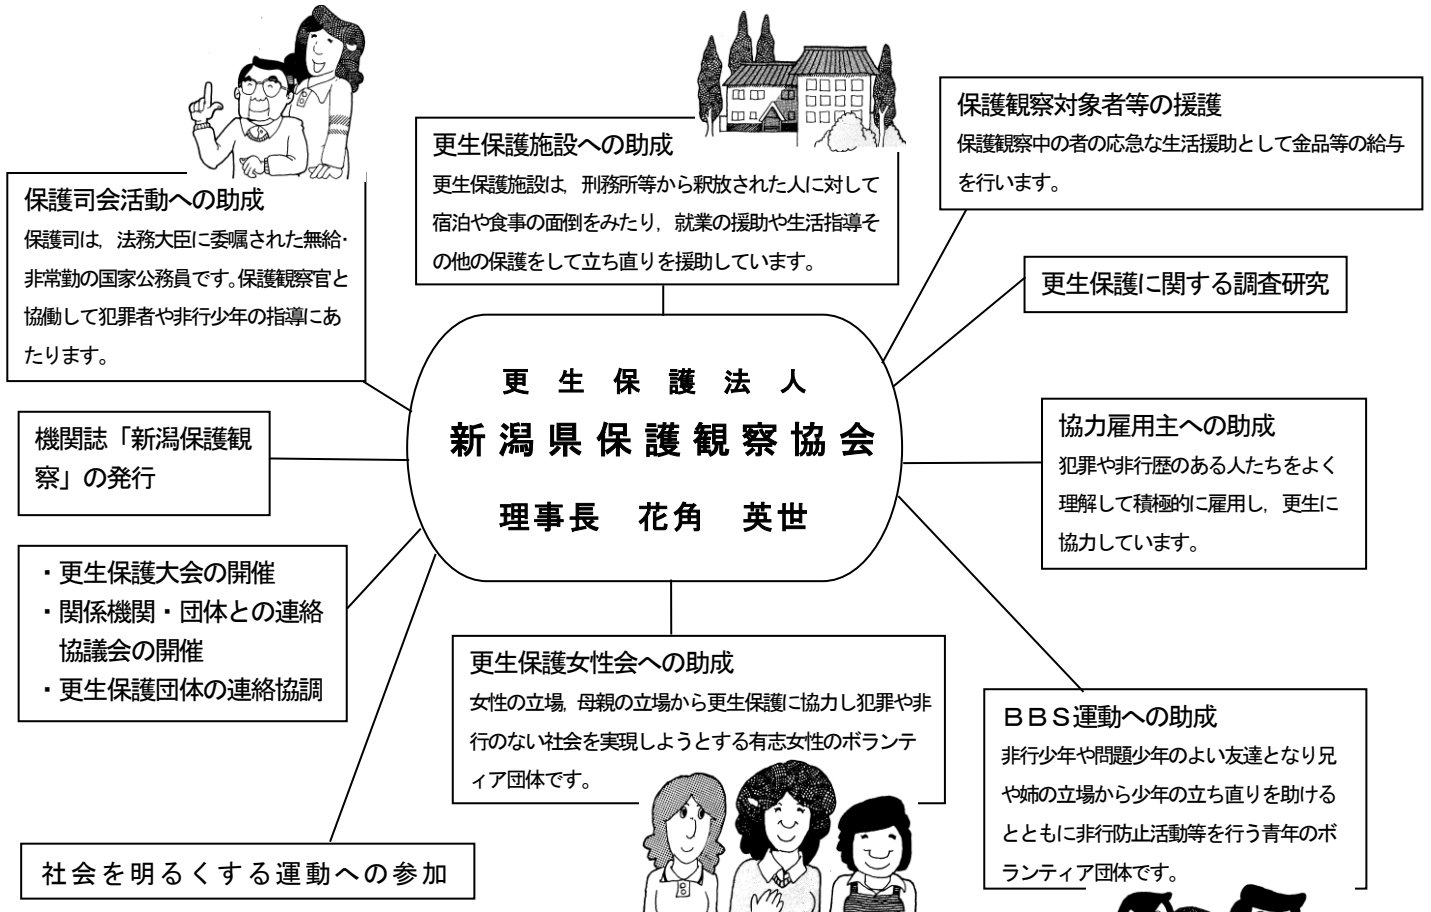 保護司会活動への助成
保護司は，法務大臣に委嘱された無給・
非常勤の国家公務員です。保護観察官と
協働して犯罪者や非行少年の指導にあ
たります。
更生保護施設への助成
更生保護施設は，刑務所等から釈放された人に対して
宿泊や食事の面倒をみたり，就業の援助や生活指導そ
の他の保護をして立ち直りを援助しています。
保護観察対象者等の援護
保護観察中の者の応急な生活援助として金品等の給与
を行います。
更生保護に関する調査研究
更生保護法人
新潟県保護観察協会
理事長　花角　英世
機関誌「新潟保護観
察」の発行
協力雇用主への助成
犯罪や非行歴のある人たちをよく
理解して積極的に雇用し，更生に
協力しています。
・更生保護大会の開催
・関係機関・団体との連絡
協議会の開催
・更生保護団体の連絡協調
更生保護女性会への助成
女性の立場，母親の立場から更生保護に協力し犯罪や非
行のない社会を実現しようとする有志女性のボランテ
ィア団体です。
ＢＢＳ運動への助成
非行少年や問題少年のよい友達となり兄
や姉の立場から少年の立ち直りを助ける
とともに非行防止活動等を行う青年のボ
ランティア団体です。
社会を明るくする運動への参加